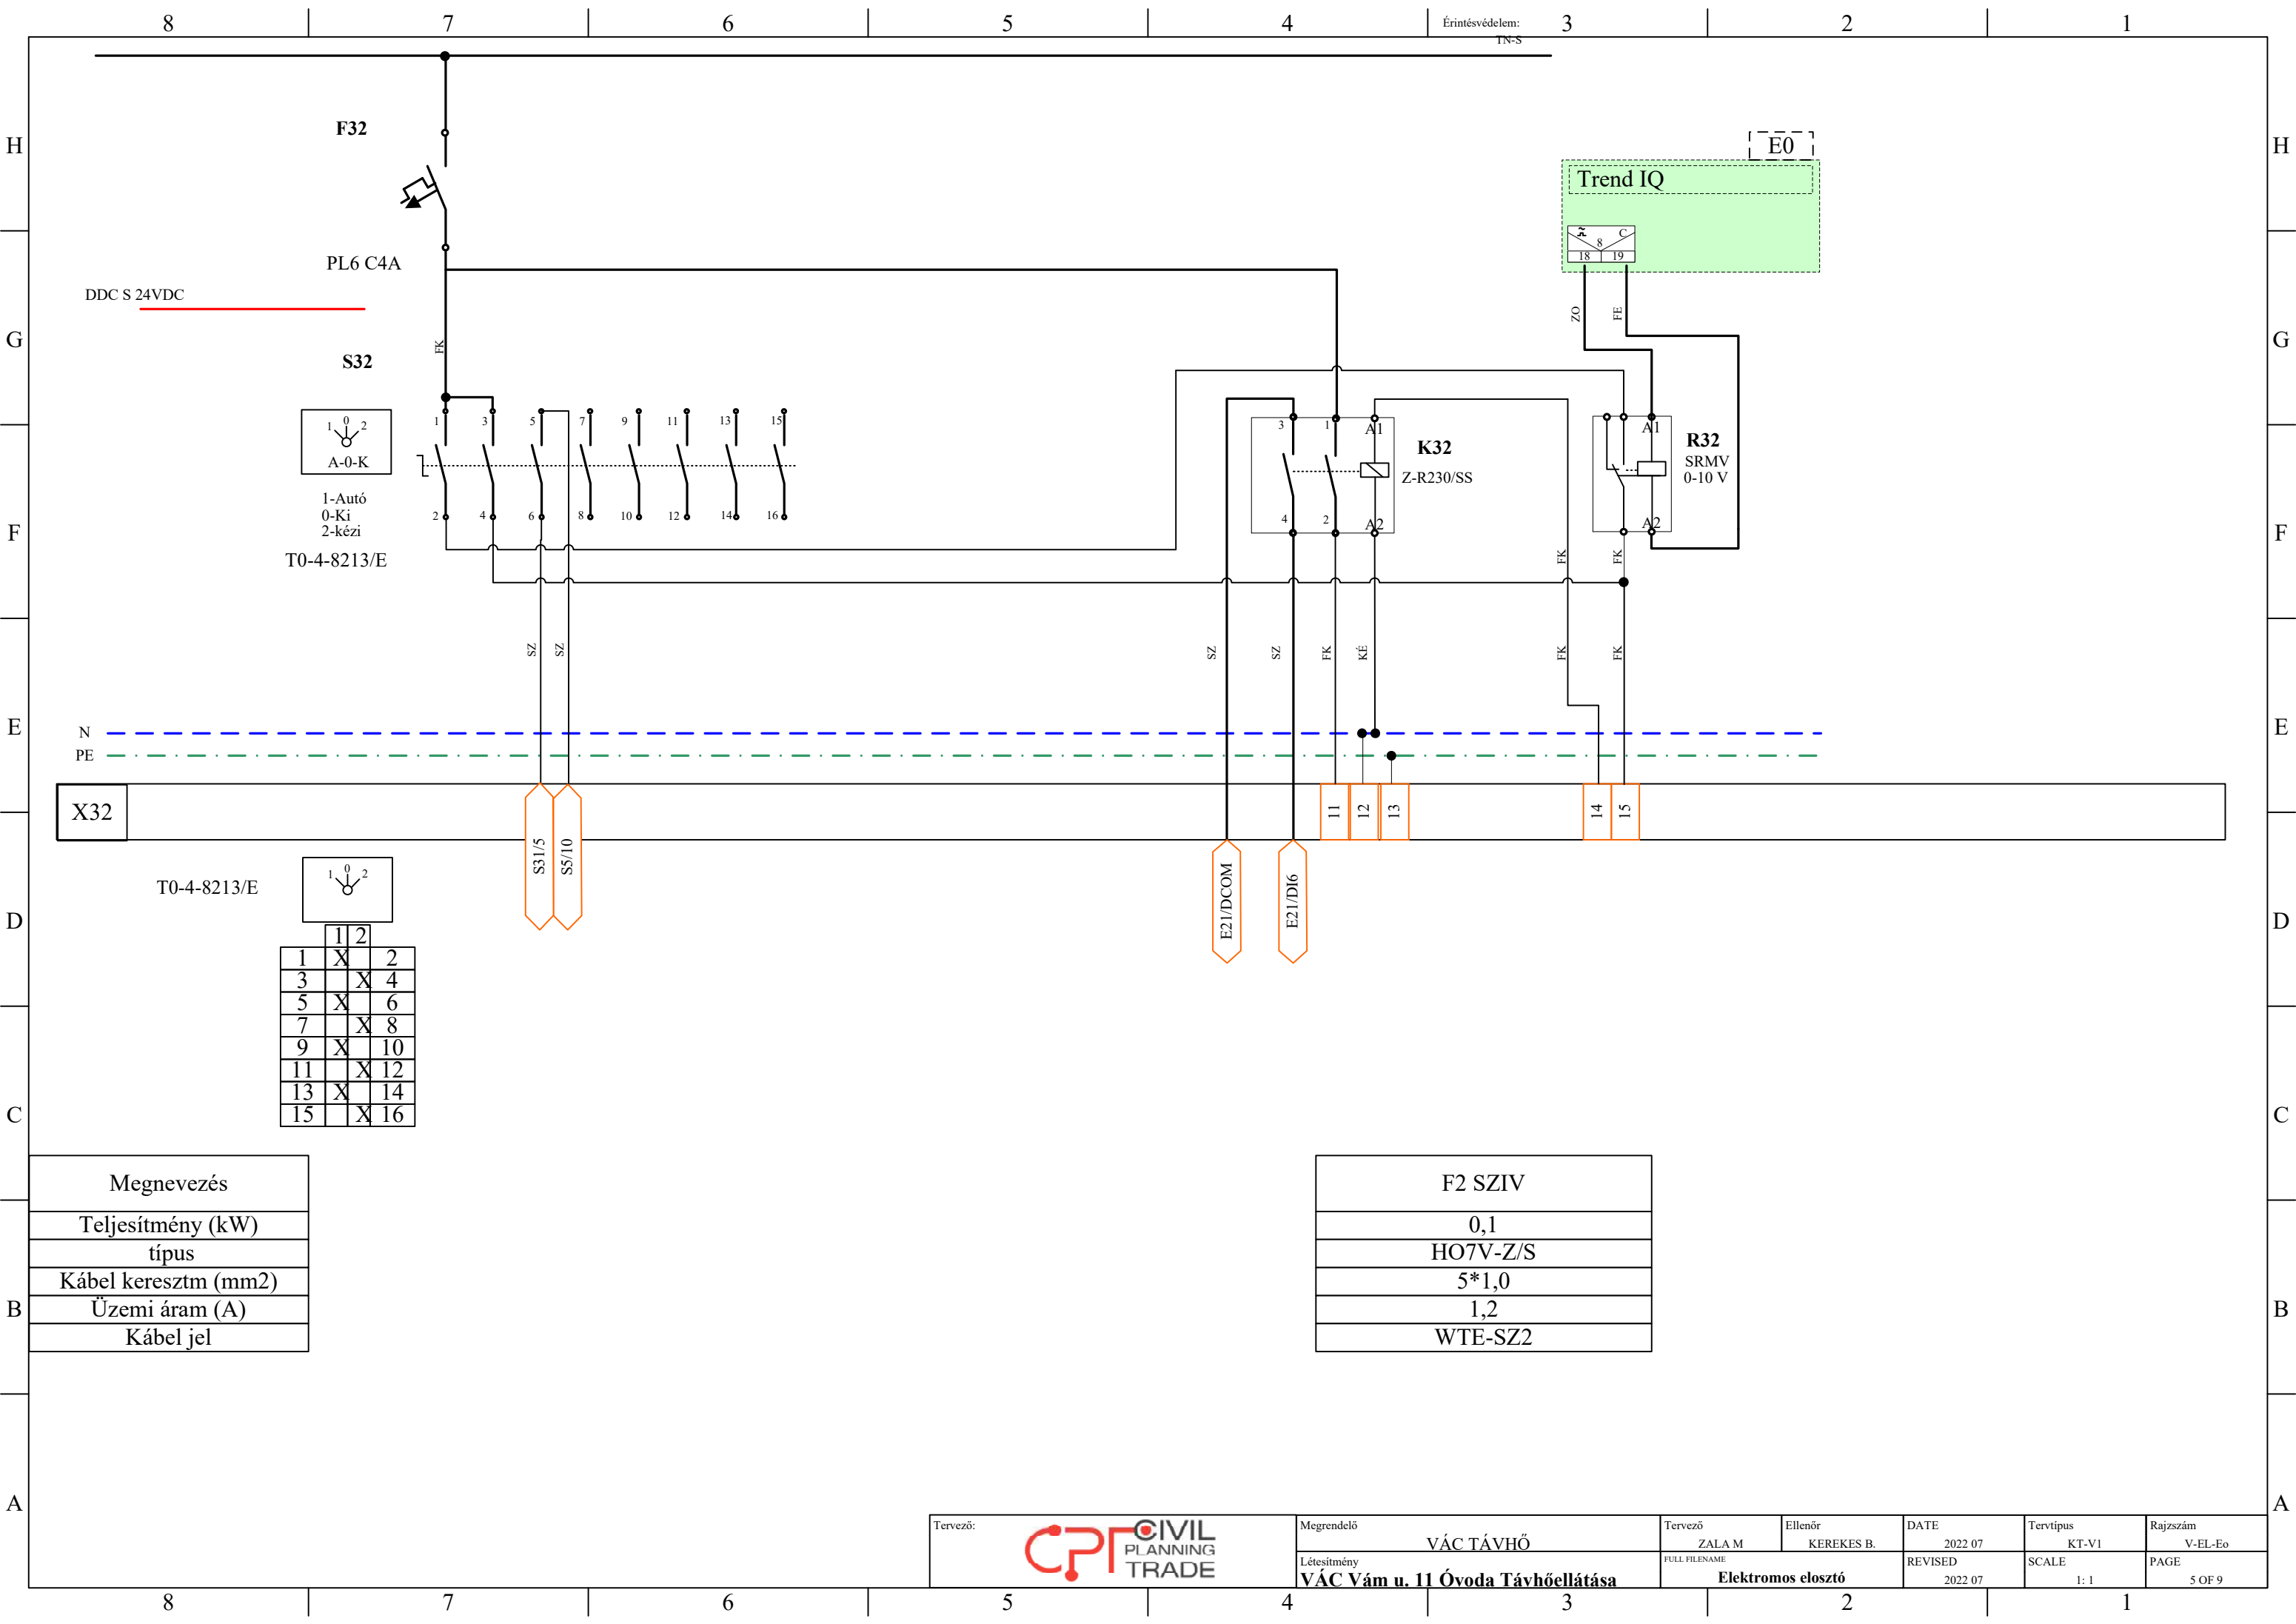 8 7 6 5 4 3 2 1
Érintésvédelem:
TN-S
H H
F32
E0
Trend IQ
C
8
18 19
PL6 C4A
DDC S 24VDC
ZO FE
G G
FK
S32
1 0 2
A-0-K
1-Autó
0-Ki
2-kézi
T0-4-8213/E
1 3 5 7 9 11 13 15
2 4 6 8 10 12 14 16
3 1 A1
4 2 A2
K32
Z-R230/SS
A1
A2
R32
SRMV
0-10 V
F F
FK FK
SZ SZ SZ SZ FK KÉ FK FK
E E
N
PE
X32
11 12 13 14 15
S31/5 S5/10 E21/DCOM E21/DI6
D D
T0-4-8213/E
1 0 2
1 2
1 X 2
3 X 4
5 X 6
7 X 8
9 X 10
11 X 12
13 X 14
15 X 16
C C
Megnevezés
Teljesítmény (kW)
típus
Kábel keresztm (mm2)
Üzemi áram (A)
Kábel jel
F2 SZIV
0,1
HO7V-Z/S
5*1,0
1,2
WTE-SZ2
B B
A A
Tervező:
CPT CIVIL
PLANNING
TRADE
Megrendelő
VÁC TÁVHŐ
Létesítmény
VÁC Vám u. 11 Óvoda Távhőellátása
Tervező
ZALA M
Ellenőr
KEREKES B.
FULL FILENAME
Elektromos elosztó
DATE
2022 07
REVISED
2022 07
Tervtípus
KT-V1
SCALE
1: 1
Rajzszám
V-EL-Eo
PAGE
5 OF 9
8 7 6 5 4 3 2 1